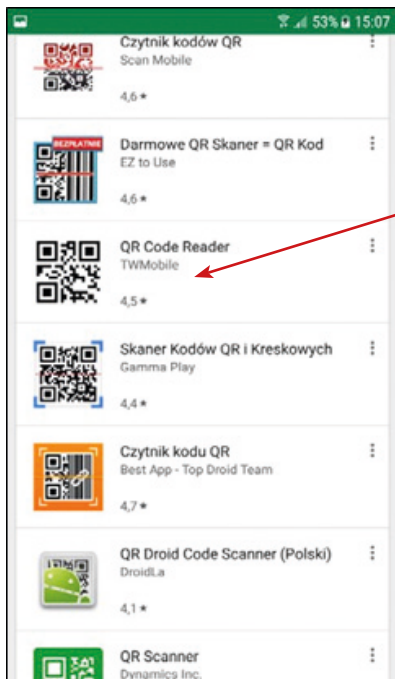 53% 15:07
Czytnik kodów QR
Scan Mobile
4,6 ★
BEZPŁATNIE
Darmowe QR Skaner = QR Kod
EZ to Use
4,6 ★
QR Code Reader
TWMobile
4,5 ★
Skaner Kodów QR i Kreskowych
Gamma Play
4,4 ★
Czytnik kodu QR
Best App - Top Droid Team
4,7 ★
QR Droid Code Scanner (Polski)
DroidLa
4,1 ★
QR Scanner
Dynamics Inc.